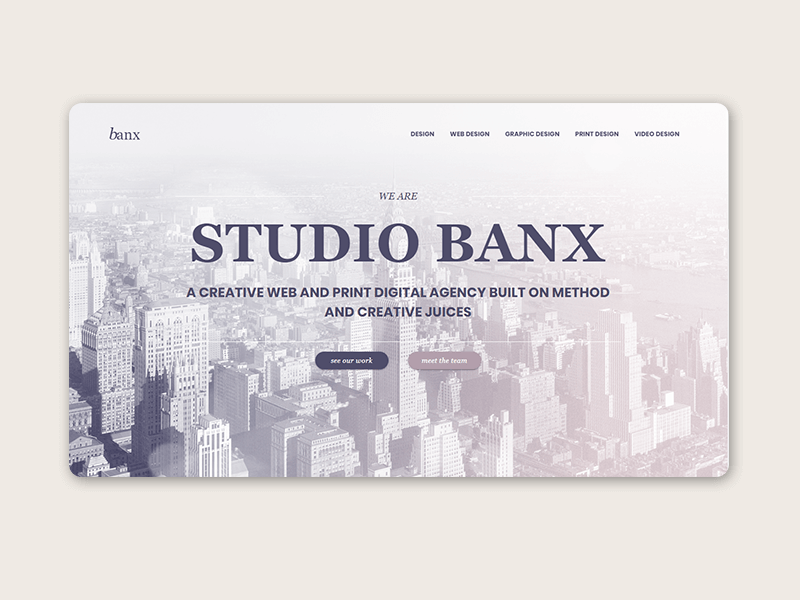 banx
DESIGN WEB DESIGN GRAPHIC DESIGN PRINT DESIGN VIDEO DESIGN
WE ARE
STUDIO BANX
A CREATIVE WEB AND PRINT DIGITAL AGENCY BUILT ON METHOD
AND CREATIVE JUICES
see our work meet the team